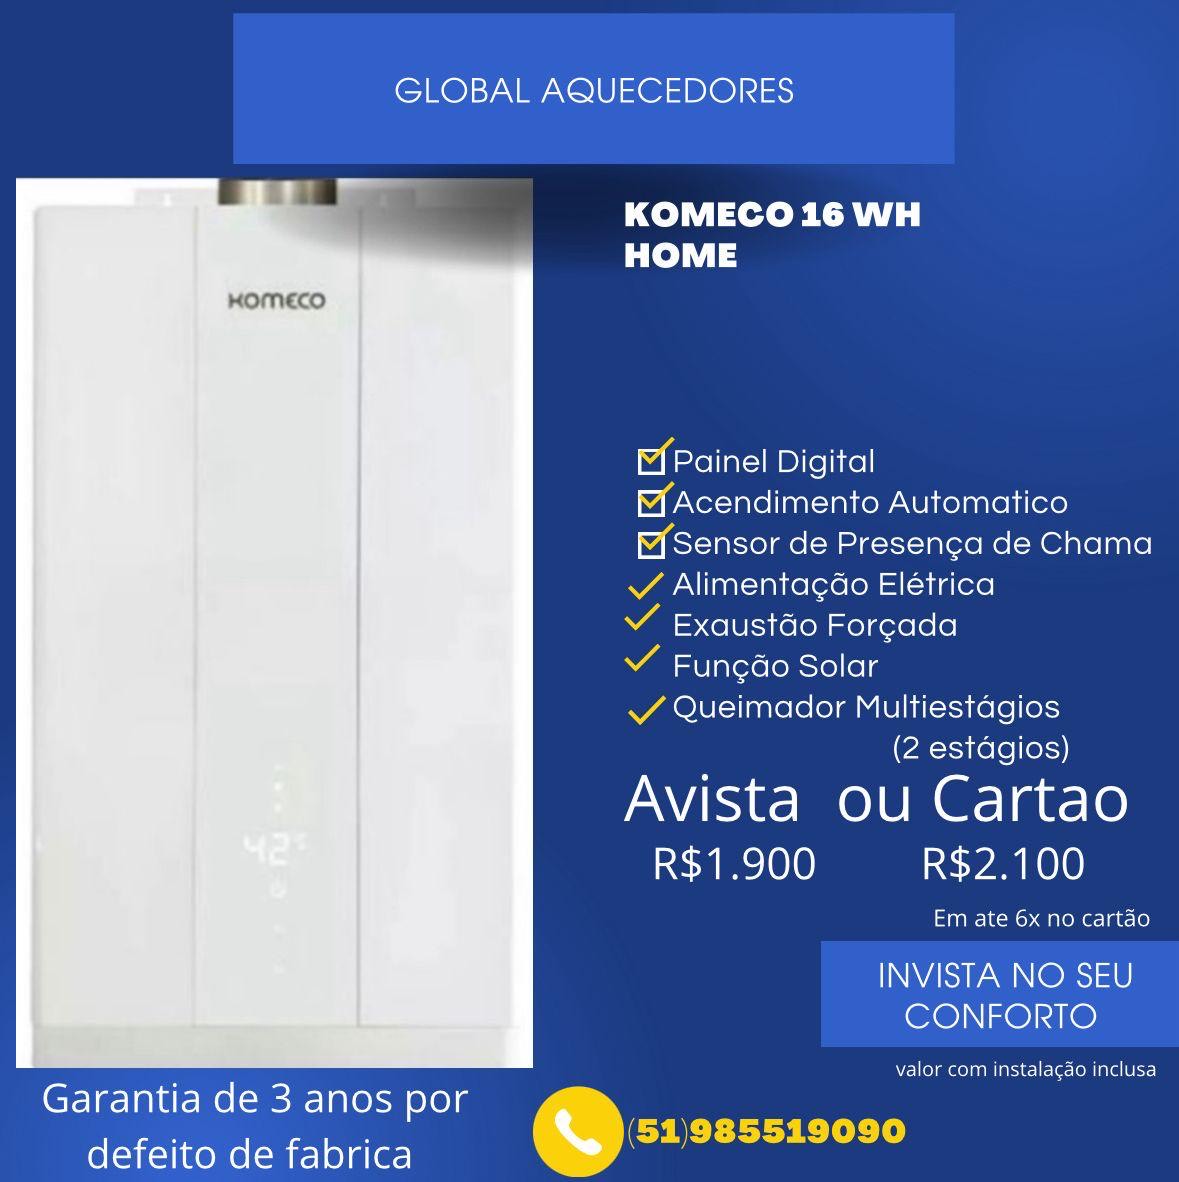 GLOBAL AQUECEDORES
KOMECO 16 WH
HOME
KOMECO
Painel Digital
Acendimento Automatico
Sensor de Presença de Chama
Alimentação Elétrica
Exaustão Forçada
Função Solar
Queimador Multiestágios
(2 estágios)
Avista ou Cartao
R$1.900 R$2.100
42°c
Em ate 6x no cartão
INVISTA NO SEU
CONFORTO
valor com instalação inclusa
Garantia de 3 anos por
defeito de fabrica
(51)985519090